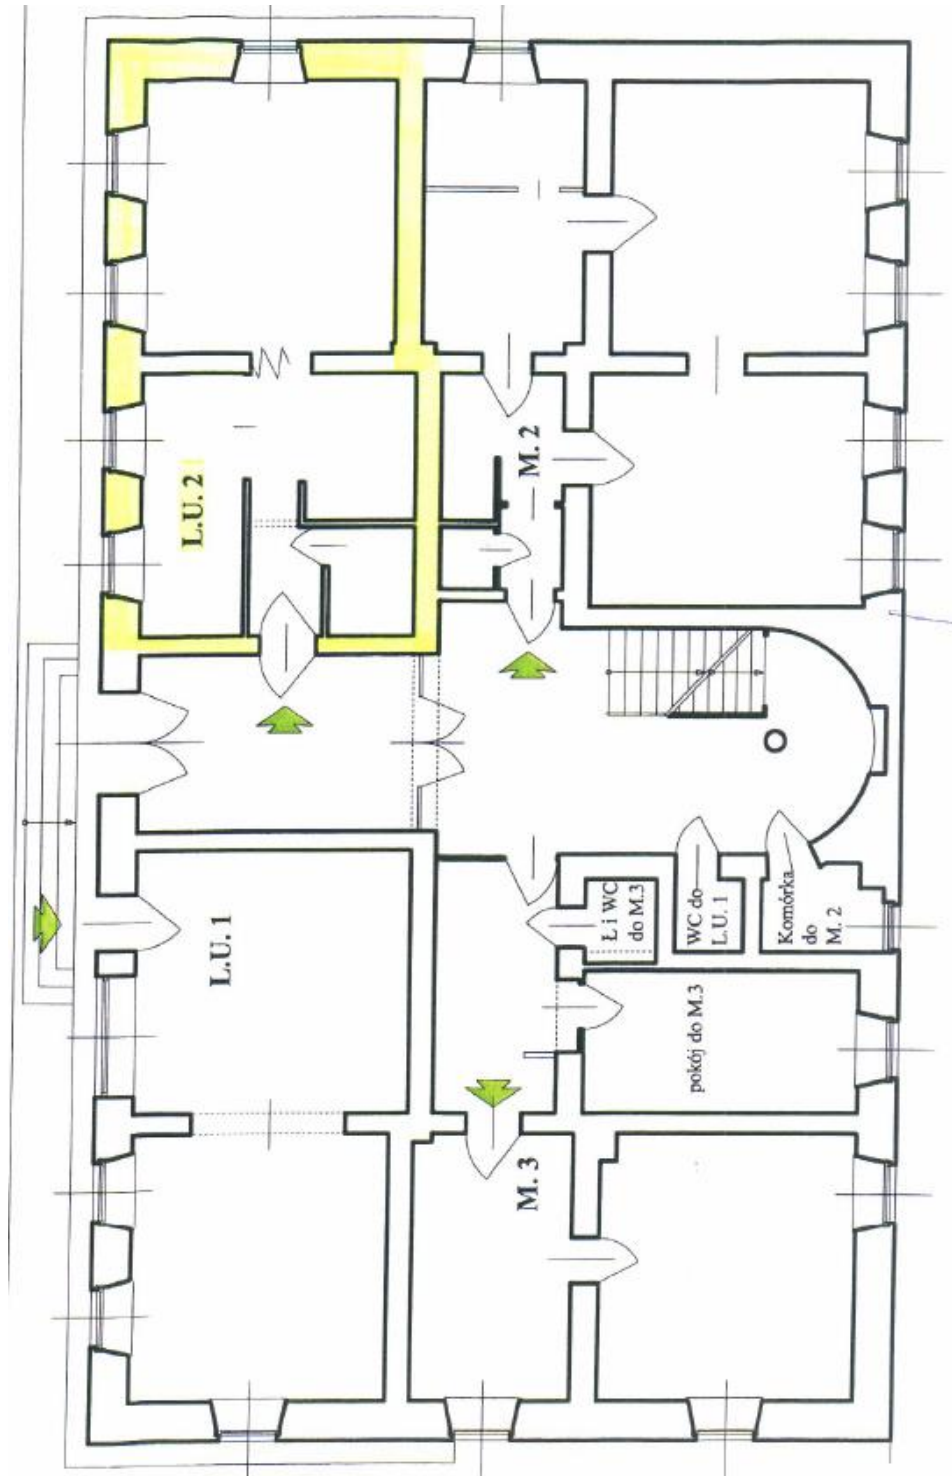 L.U. 2
M. 2
L.U. 1
Ł i WC
do M.3
WC do
L.U. 1
Komórka
do
M. 2
pokój do M.3
M. 3